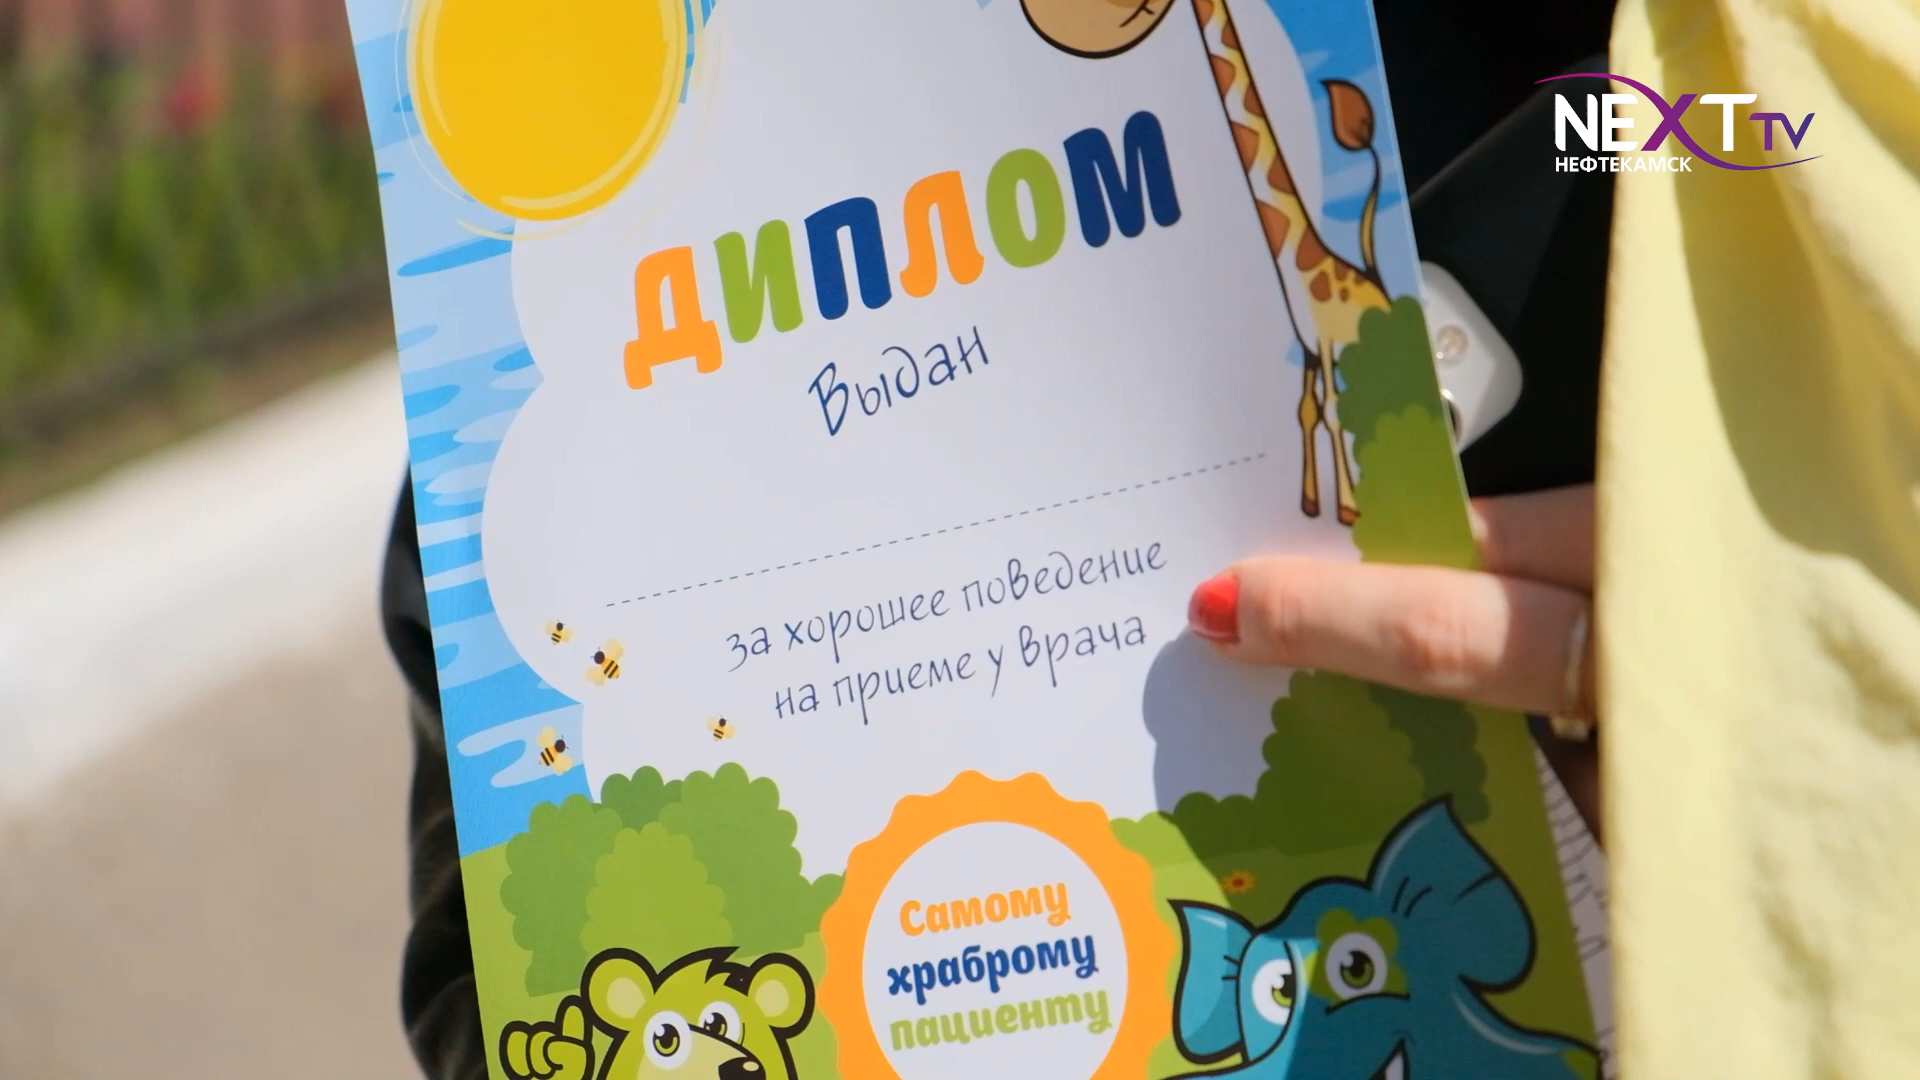 NEXT TV
НЕФТЕКАМСК
ДИПЛОМ
Выдан
за хорошее поведение
на приеме у врача
Самому
храброму
пациенту